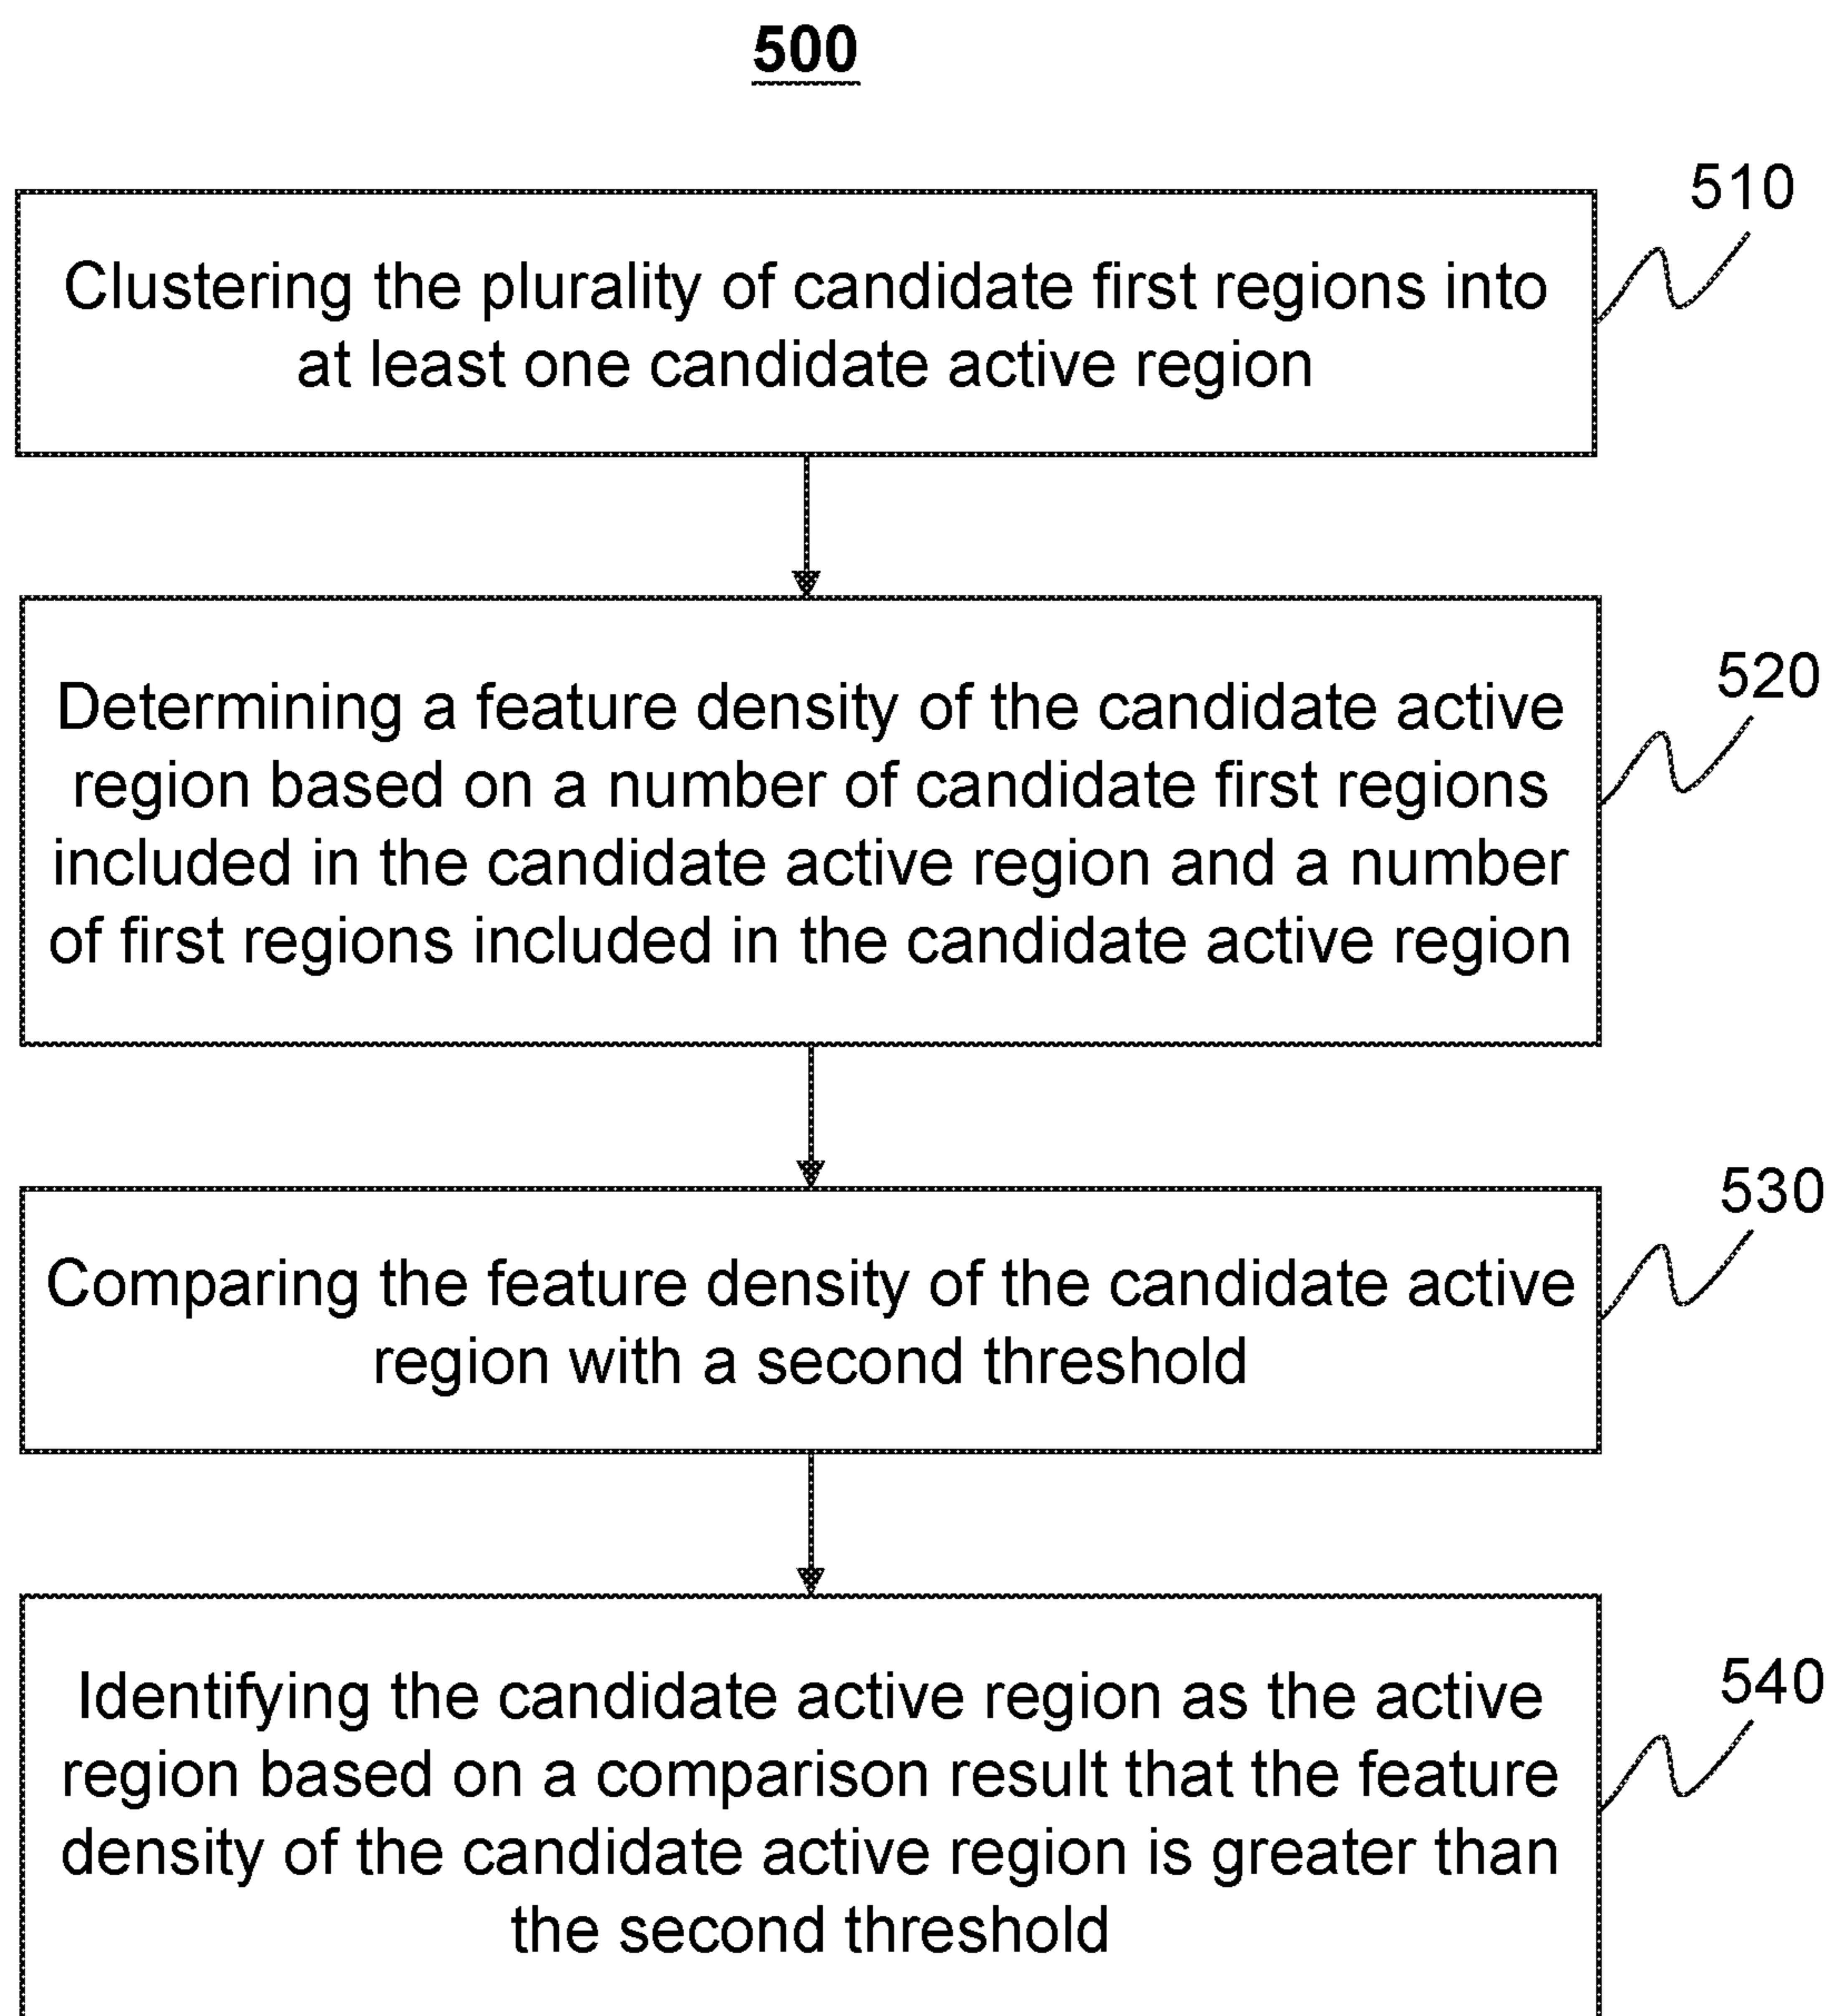 500
510
Clustering the plurality of candidate first regions into
at least one candidate active region
520
Determining a feature density of the candidate active
region based on a number of candidate first regions
included in the candidate active region and a number
of first regions included in the candidate active region
530
Comparing the feature density of the candidate active
region with a second threshold
540
Identifying the candidate active region as the active
region based on a comparison result that the feature
density of the candidate active region is greater than
the second threshold